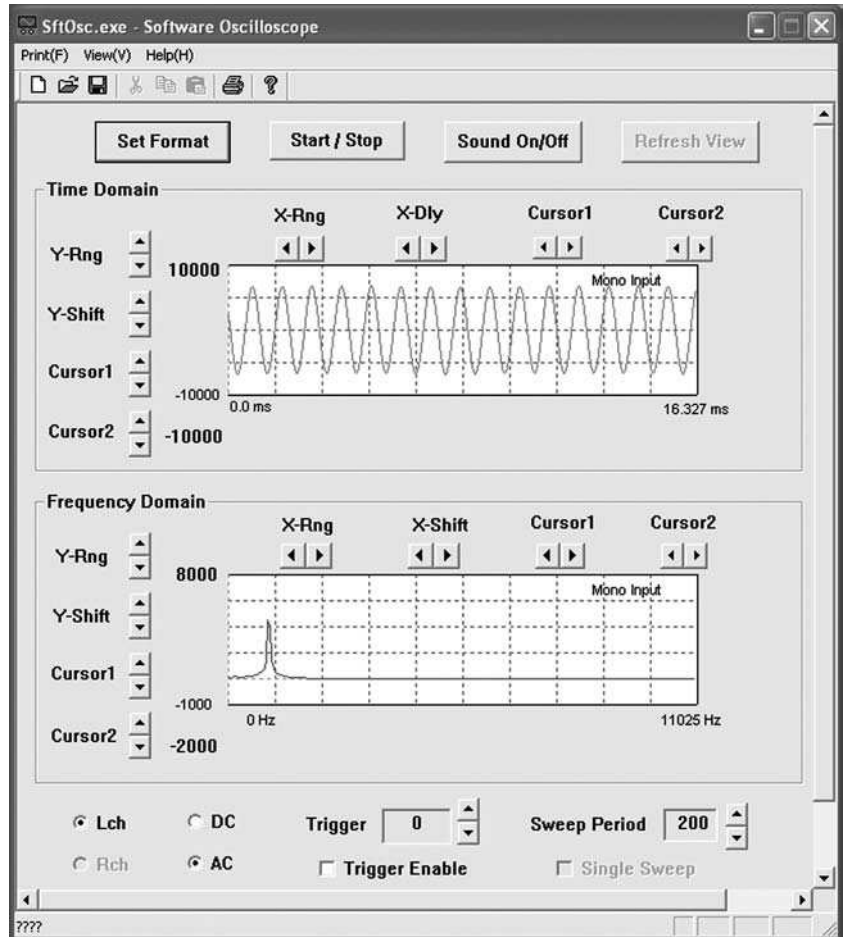 SftOsc.exe - Software Oscilloscope
Print(F) View(V) Help(H)
Set Format Start / Stop Sound On/Off Refresh View
Time Domain
X-Rng X-Dly Cursor1 Cursor2
Y-Rng
10000
Mono Input
Y-Shift
Cursor1
-10000
0.0 ms 16.327 ms
Cursor2
-10000
Frequency Domain
X-Rng X-Shift Cursor1 Cursor2
Y-Rng
8000
Mono Input
Y-Shift
Cursor1
-1000
0 Hz 11025 Hz
Cursor2
-2000
Lch DC Trigger 0 Sweep Period 200
Rch AC Trigger Enable Single Sweep
????